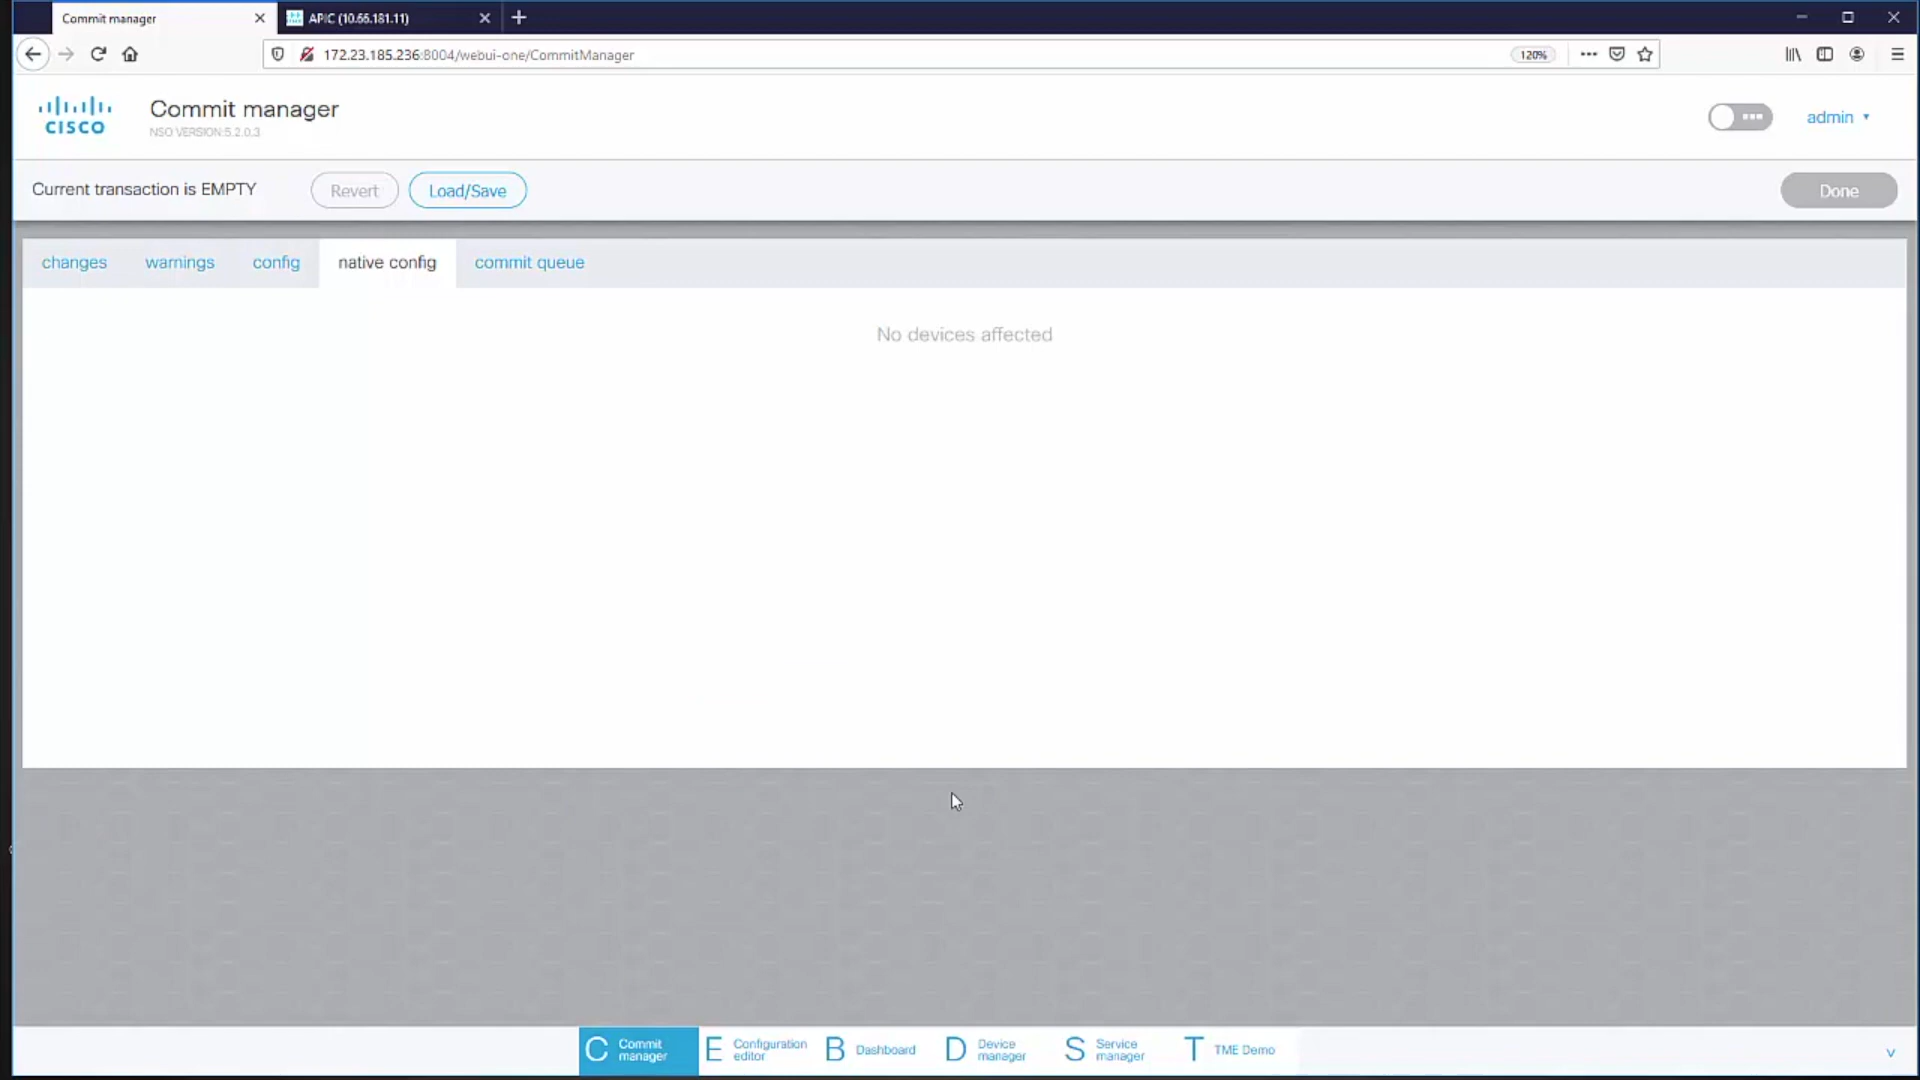 Commit manager
APIC (10.65.181.11)
172.23.185.236:8004/webui-one/CommitManager
120%
CISCO
Commit manager
NSO VERSION:5.2.0.3
admin
Current transaction is EMPTY
Revert
Load/Save
Done
changes
warnings
config
native config
commit queue
No devices affected
C Commit
manager
E Configuration
editor
B Dashboard
D Device
manager
S Service
manager
T TME Demo